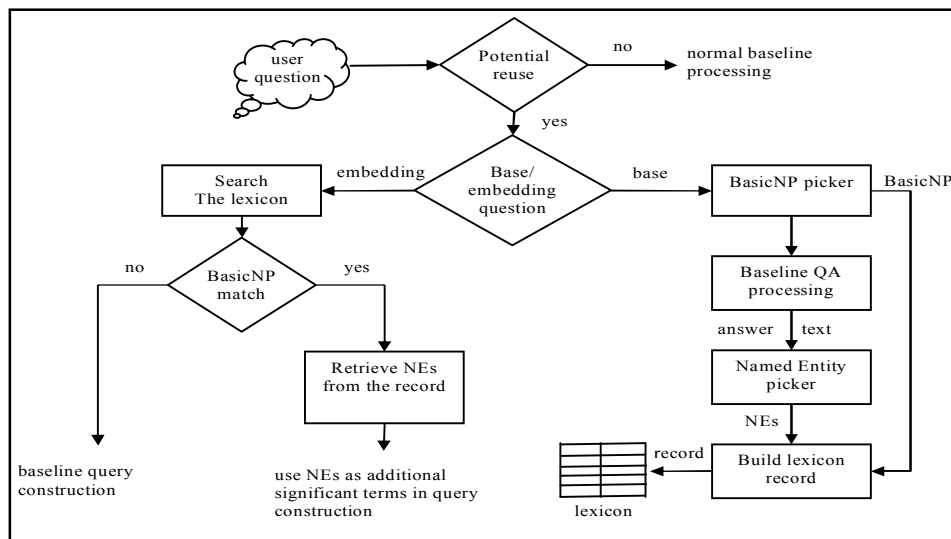 user
question
Potential
reuse
no
normal baseline
processing
yes
embedding
Base/
embedding
question
base
Search
The lexicon
BasicNP picker
BasicNP
no
BasicNP
match
yes
Baseline QA
processing
answer text
Retrieve NEs
from the record
Named Entity
picker
NEs
baseline query
construction
use NEs as additional
significant terms in query
construction
lexicon
record
Build lexicon
record